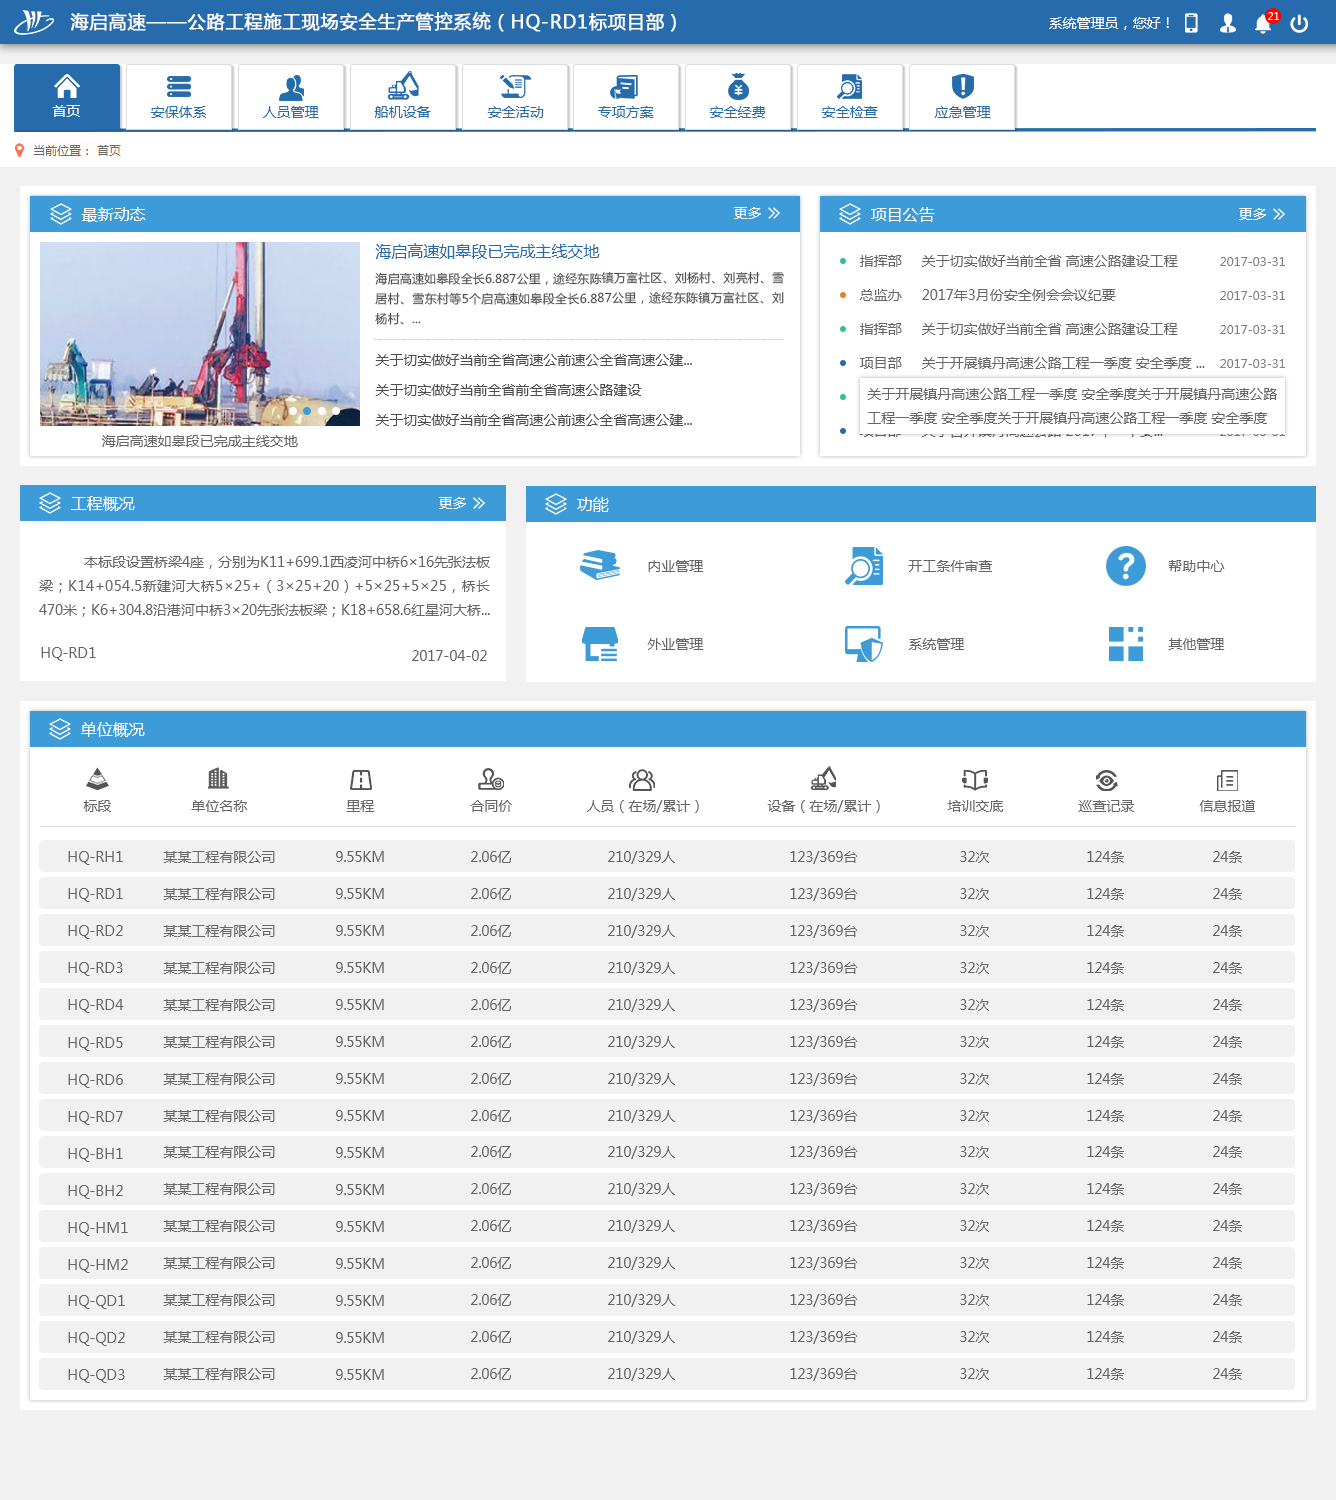 海启高速——公路工程施工现场安全生产管控系统（HQ-RD1标项目部）
系统管理员，您好！
21
首页
安保体系
人员管理
船机设备
安全活动
专项方案
安全经费
安全检查
应急管理
当前位置： 首页
最新动态
更多
海启高速如皋段已完成主线交地
海启高速如皋段已完成主线交地
海启高速如皋段全长6.887公里，途经东陈镇万富社区、刘杨村、刘亮村、雪
居村、雪东村等5个启高速如皋段全长6.887公里，途经东陈镇万富社区、刘
杨村、...
关于切实做好当前全省高速公前速公全省高速公建...
关于切实做好当前全省前全省高速公路建设
关于切实做好当前全省高速公前速公全省高速公建...
项目公告
更多
指挥部 关于切实做好当前全省 高速公路建设工程 2017-03-31
总监办 2017年3月份安全例会会议纪要 2017-03-31
指挥部 关于切实做好当前全省 高速公路建设工程 2017-03-31
项目部 关于开展镇丹高速公路工程一季度 安全季度 ... 2017-03-31
关于开展镇丹高速公路工程一季度 安全季度关于开展镇丹高速公路
工程一季度 安全季度关于开展镇丹高速公路工程一季度 安全季度
工程概况
更多
本标段设置桥梁4座，分别为K11+699.1西凌河中桥6×16先张法板
梁；K14+054.5新建河大桥5×25+（3×25+20）+5×25+5×25，桥长
470米；K6+304.8沿港河中桥3×20先张法板梁；K18+658.6红星河大桥...
HQ-RD1
2017-04-02
功能
内业管理
开工条件审查
帮助中心
外业管理
系统管理
其他管理
单位概况
标段 单位名称 里程 合同价 人员（在场/累计） 设备（在场/累计） 培训交底 巡查记录 信息报道
HQ-RH1 某某工程有限公司 9.55KM 2.06亿 210/329人 123/369台 32次 124条 24条
HQ-RD1 某某工程有限公司 9.55KM 2.06亿 210/329人 123/369台 32次 124条 24条
HQ-RD2 某某工程有限公司 9.55KM 2.06亿 210/329人 123/369台 32次 124条 24条
HQ-RD3 某某工程有限公司 9.55KM 2.06亿 210/329人 123/369台 32次 124条 24条
HQ-RD4 某某工程有限公司 9.55KM 2.06亿 210/329人 123/369台 32次 124条 24条
HQ-RD5 某某工程有限公司 9.55KM 2.06亿 210/329人 123/369台 32次 124条 24条
HQ-RD6 某某工程有限公司 9.55KM 2.06亿 210/329人 123/369台 32次 124条 24条
HQ-RD7 某某工程有限公司 9.55KM 2.06亿 210/329人 123/369台 32次 124条 24条
HQ-BH1 某某工程有限公司 9.55KM 2.06亿 210/329人 123/369台 32次 124条 24条
HQ-BH2 某某工程有限公司 9.55KM 2.06亿 210/329人 123/369台 32次 124条 24条
HQ-HM1 某某工程有限公司 9.55KM 2.06亿 210/329人 123/369台 32次 124条 24条
HQ-HM2 某某工程有限公司 9.55KM 2.06亿 210/329人 123/369台 32次 124条 24条
HQ-QD1 某某工程有限公司 9.55KM 2.06亿 210/329人 123/369台 32次 124条 24条
HQ-QD2 某某工程有限公司 9.55KM 2.06亿 210/329人 123/369台 32次 124条 24条
HQ-QD3 某某工程有限公司 9.55KM 2.06亿 210/329人 123/369台 32次 124条 24条